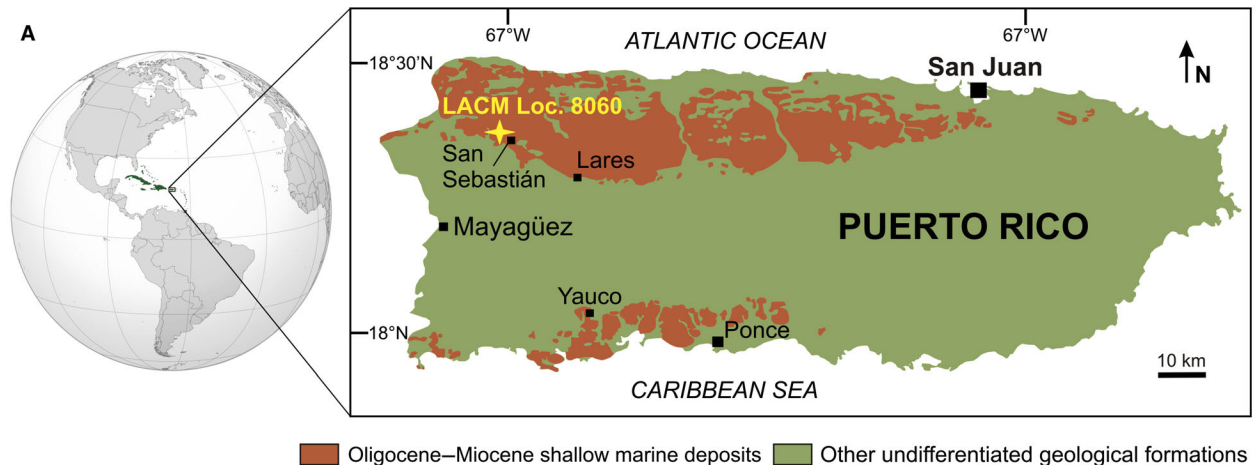 A
67°W
67°W
ATLANTIC OCEAN
18°30'N
San Juan
N
LACM Loc. 8060
San
Sebastián
Lares
Mayagüez
PUERTO RICO
Yauco
Ponce
18°N
10 km
CARIBBEAN SEA
Oligocene–Miocene shallow marine deposits
Other undifferentiated geological formations